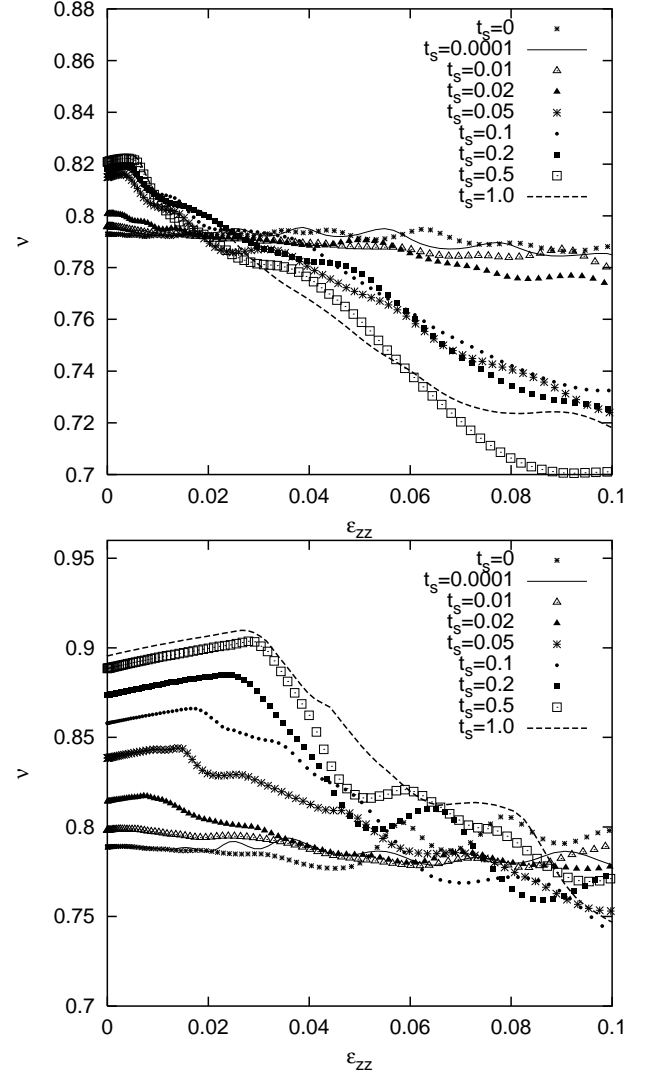 0.88
0.86
0.84
0.82
0.8
0.78
0.76
0.74
0.72
0.7
ν
0 0.02 0.04 0.06 0.08 0.1
ε_zz
t_s=0
t_s=0.0001
t_s=0.01
t_s=0.02
t_s=0.05
t_s=0.1
t_s=0.2
t_s=0.5
t_s=1.0
0.95
0.9
0.85
0.8
0.75
0.7
ν
0 0.02 0.04 0.06 0.08 0.1
ε_zz
t_s=0
t_s=0.0001
t_s=0.01
t_s=0.02
t_s=0.05
t_s=0.1
t_s=0.2
t_s=0.5
t_s=1.0